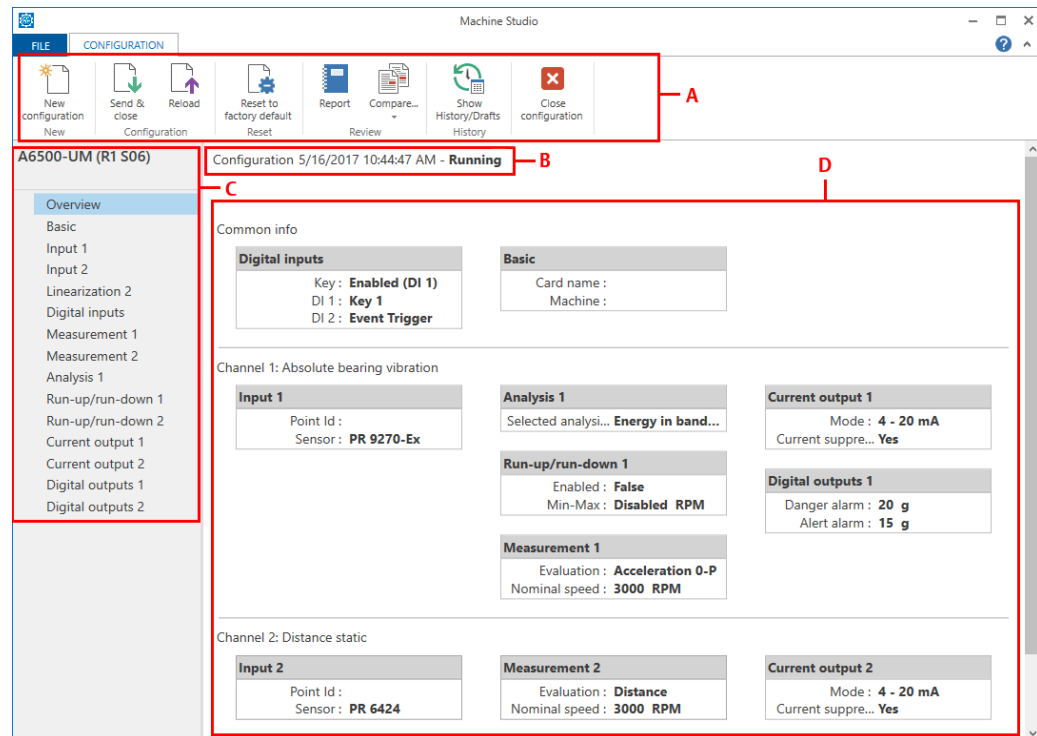 Machine Studio
FILE CONFIGURATION
New configuration
Send & close
Reload
Reset to factory default
Report
Compare...
Show History/Drafts
Close configuration
New
Configuration
Reset
Review
History
A
A6500-UM (R1 S06)
Configuration 5/16/2017 10:44:47 AM - Running
B
C
D
Overview
Basic
Input 1
Input 2
Linearization 2
Digital inputs
Measurement 1
Measurement 2
Analysis 1
Run-up/run-down 1
Run-up/run-down 2
Current output 1
Current output 2
Digital outputs 1
Digital outputs 2
Common info
Digital inputs
Key : Enabled (DI 1)
DI 1 : Key 1
DI 2 : Event Trigger
Basic
Card name :
Machine :
Channel 1: Absolute bearing vibration
Input 1
Point Id :
Sensor : PR 9270-Ex
Analysis 1
Selected analysi... Energy in band...
Run-up/run-down 1
Enabled : False
Min-Max : Disabled RPM
Measurement 1
Evaluation : Acceleration 0-P
Nominal speed : 3000 RPM
Current output 1
Mode : 4 - 20 mA
Current suppre... Yes
Digital outputs 1
Danger alarm : 20 g
Alert alarm : 15 g
Channel 2: Distance static
Input 2
Point Id :
Sensor : PR 6424
Measurement 2
Evaluation : Distance
Nominal speed : 3000 RPM
Current output 2
Mode : 4 - 20 mA
Current suppre... Yes